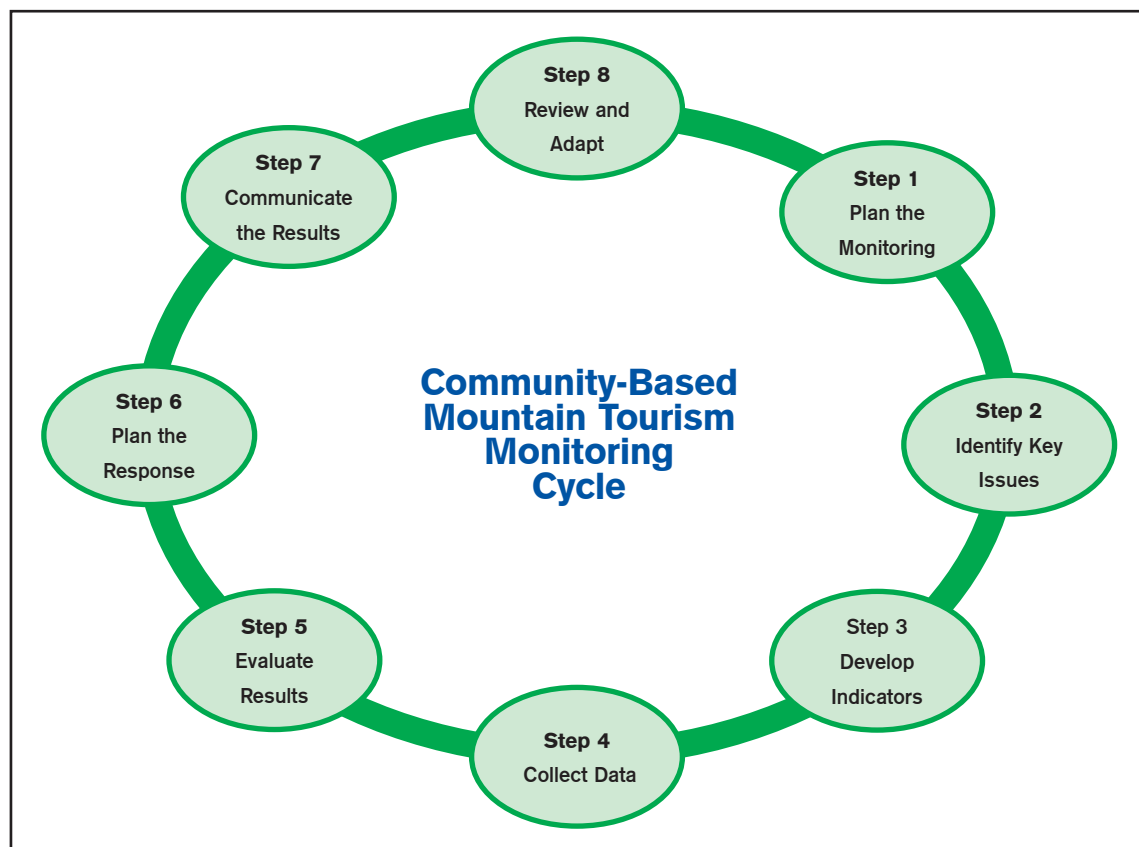 Step 8
Review and
Adapt
Step 1
Plan the
Monitoring
Step 2
Identify Key
Issues
Step 3
Develop
Indicators
Step 4
Collect Data
Step 5
Evaluate
Results
Step 6
Plan the
Response
Step 7
Communicate
the Results
Community-Based
Mountain Tourism
Monitoring
Cycle